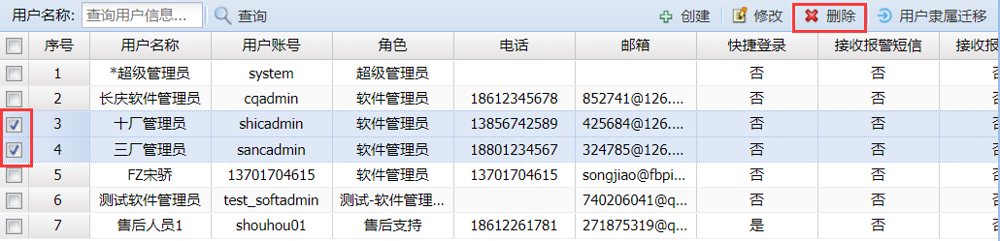 用户名称: 查询用户信息... 查询 创建 修改 删除 用户隶属迁移
序号 用户名称 用户账号 角色 电话 邮箱 快捷登录 接收报警短信 接收报
1 *超级管理员 system 超级管理员 否 否
2 长庆软件管理员 cqadmin 软件管理员 18612345678 852741@126.... 否 否 否
3 十厂管理员 shicadmin 软件管理员 13856742589 425684@126.... 否 否 否
4 三厂管理员 sancadmin 软件管理员 18801234567 324785@126.... 否 否 否
5 FZ宋骄 13701704615 软件管理员 13701704615 songjiao@fbpi... 否 否 否
6 测试软件管理员 test_softadmin 测试-软件管理... 740206041@q... 否 否 否
7 售后人员1 shouhou01 售后支持 18612261781 271875319@q... 是 否 否